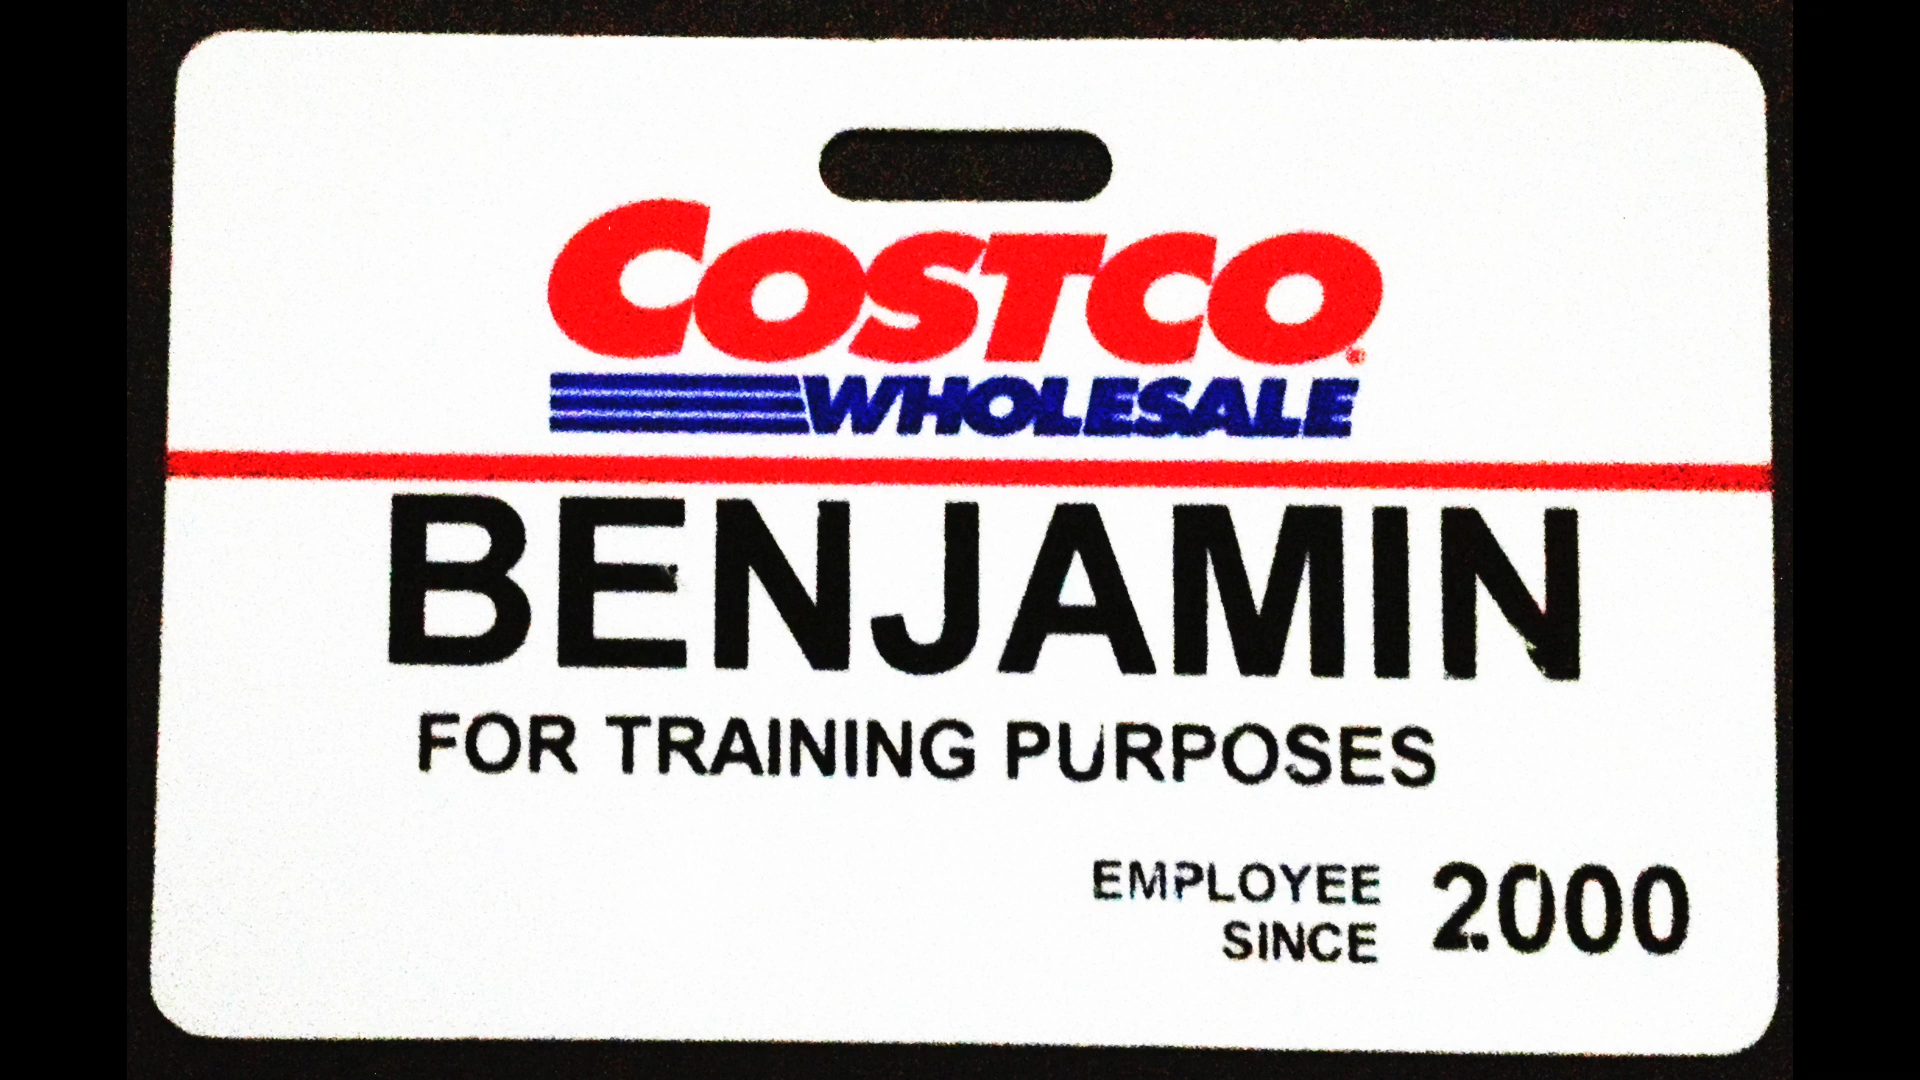 COSTCO
WHOLESALE
BENJAMIN
FOR TRAINING PURPOSES
EMPLOYEE
SINCE 2000